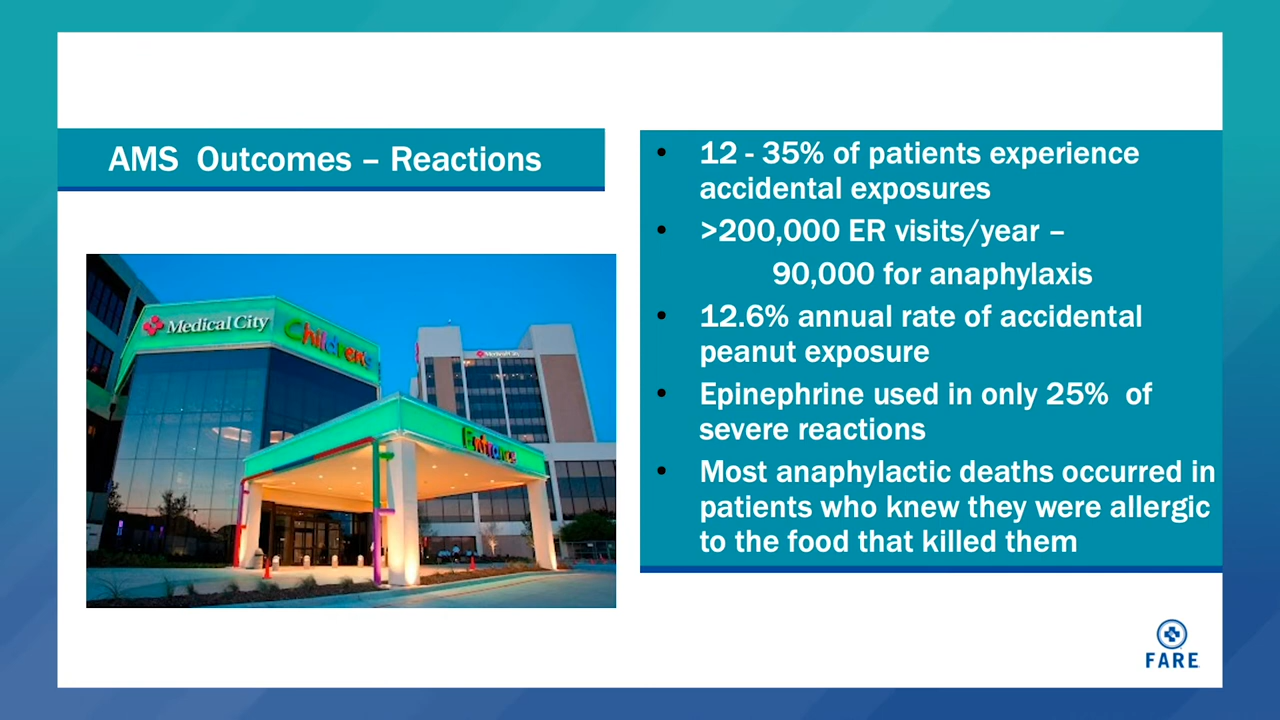 AMS Outcomes – Reactions
Medical City
Children's
MedicalCity
Entrance
• 12 - 35% of patients experience
accidental exposures
• >200,000 ER visits/year –
90,000 for anaphylaxis
• 12.6% annual rate of accidental
peanut exposure
• Epinephrine used in only 25% of
severe reactions
• Most anaphylactic deaths occurred in
patients who knew they were allergic
to the food that killed them
FARE